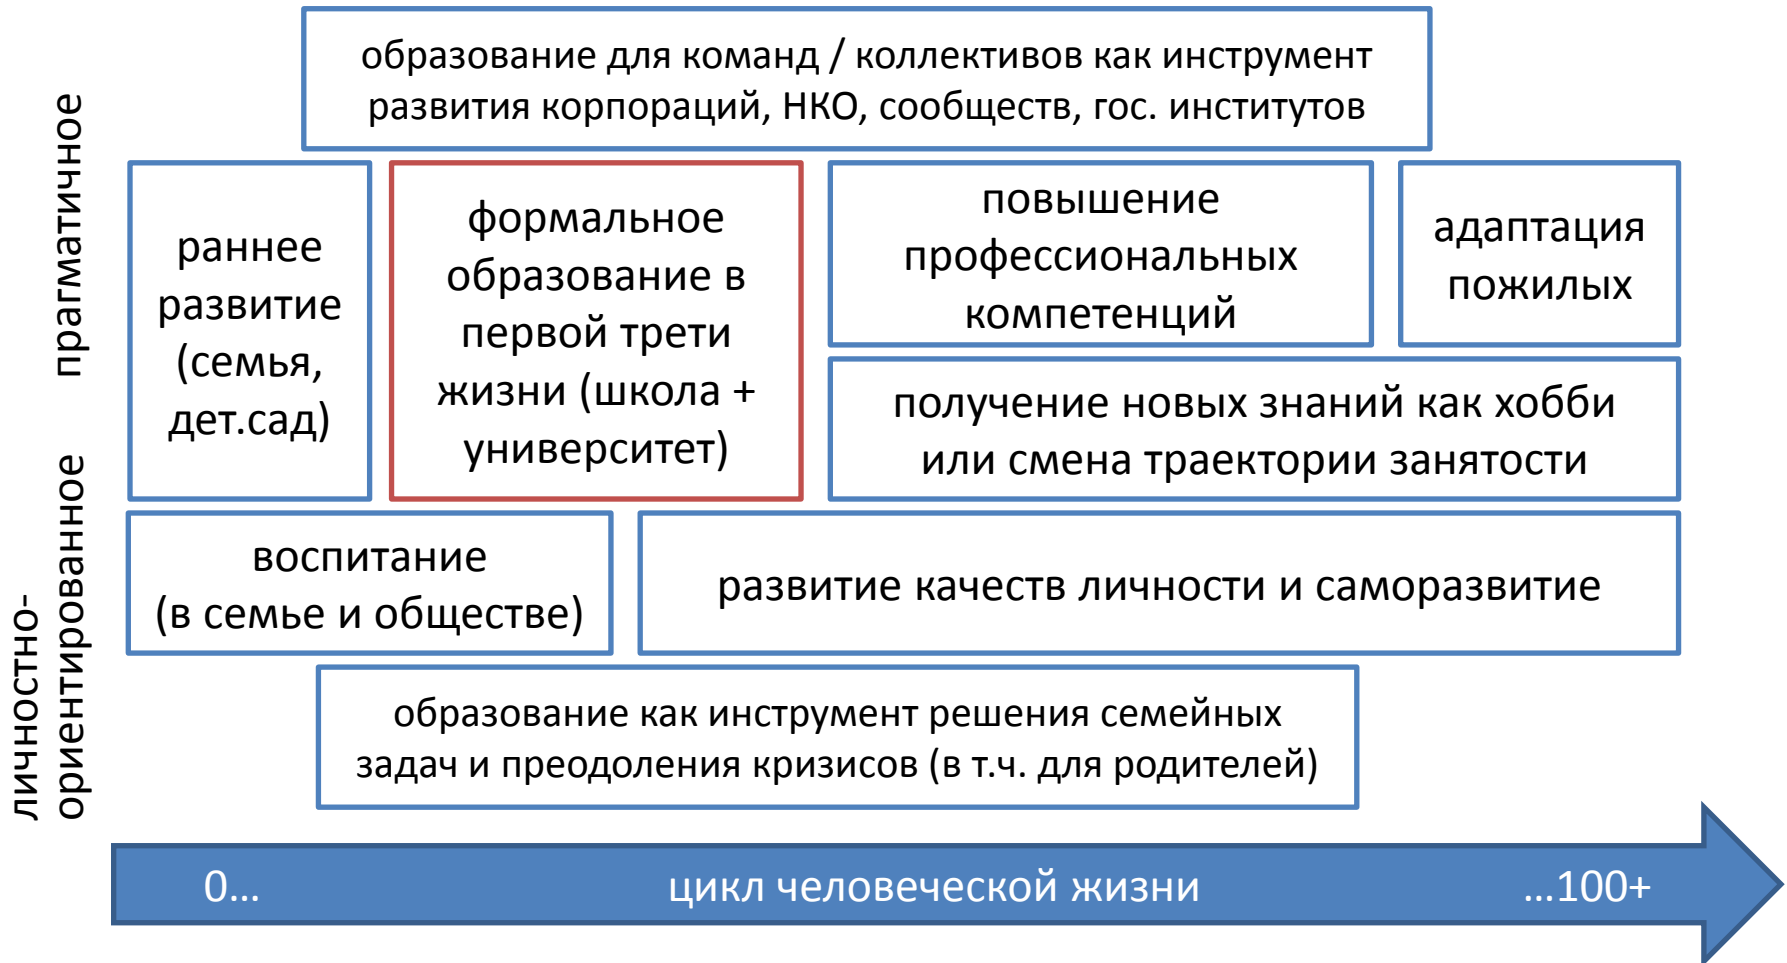 образование для команд / коллективов как инструмент
развития корпораций, НКО, сообществ, гос. институтов
прагматичное
раннее
развитие
(семья,
дет.сад)
формальное
образование в
первой трети
жизни (школа +
университет)
повышение
профессиональных
компетенций
адаптация
пожилых
получение новых знаний как хобби
или смена траектории занятости
личностно-
ориентированное
воспитание
(в семье и обществе)
развитие качеств личности и саморазвитие
образование как инструмент решения семейных
задач и преодоления кризисов (в т.ч. для родителей)
0...
цикл человеческой жизни
...100+